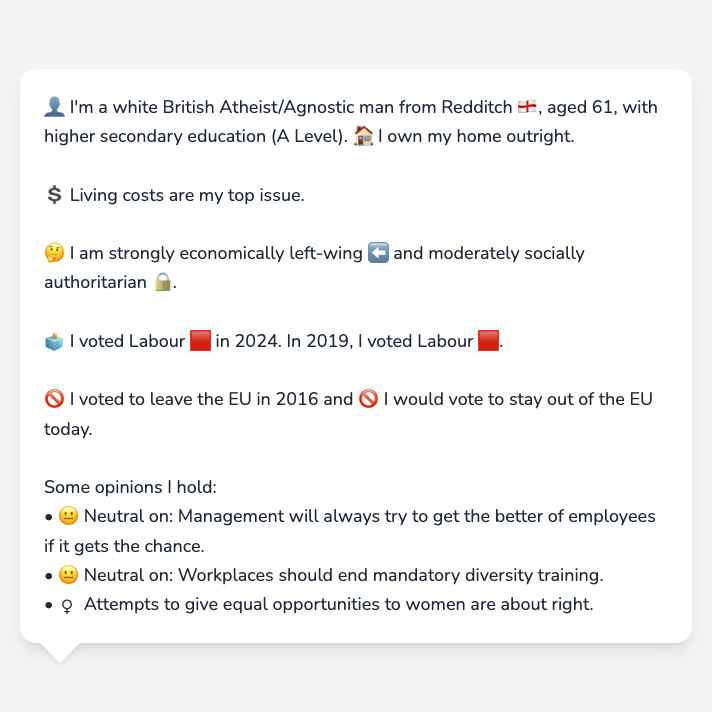 👤 I'm a white British Atheist/Agnostic man from Redditch 🏴󠁧󠁢󠁥󠁮󠁧󠁿, aged 61, with
higher secondary education (A Level). 🏠 I own my home outright.
💲 Living costs are my top issue.
🤔 I am strongly economically left-wing ⬅️ and moderately socially
authoritarian 🔒.
🗳️ I voted Labour 🟥 in 2024. In 2019, I voted Labour 🟥.
🚫 I voted to leave the EU in 2016 and 🚫 I would vote to stay out of the EU
today.
Some opinions I hold:
• 😐 Neutral on: Management will always try to get the better of employees
if it gets the chance.
• 😐 Neutral on: Workplaces should end mandatory diversity training.
• ♀ Attempts to give equal opportunities to women are about right.